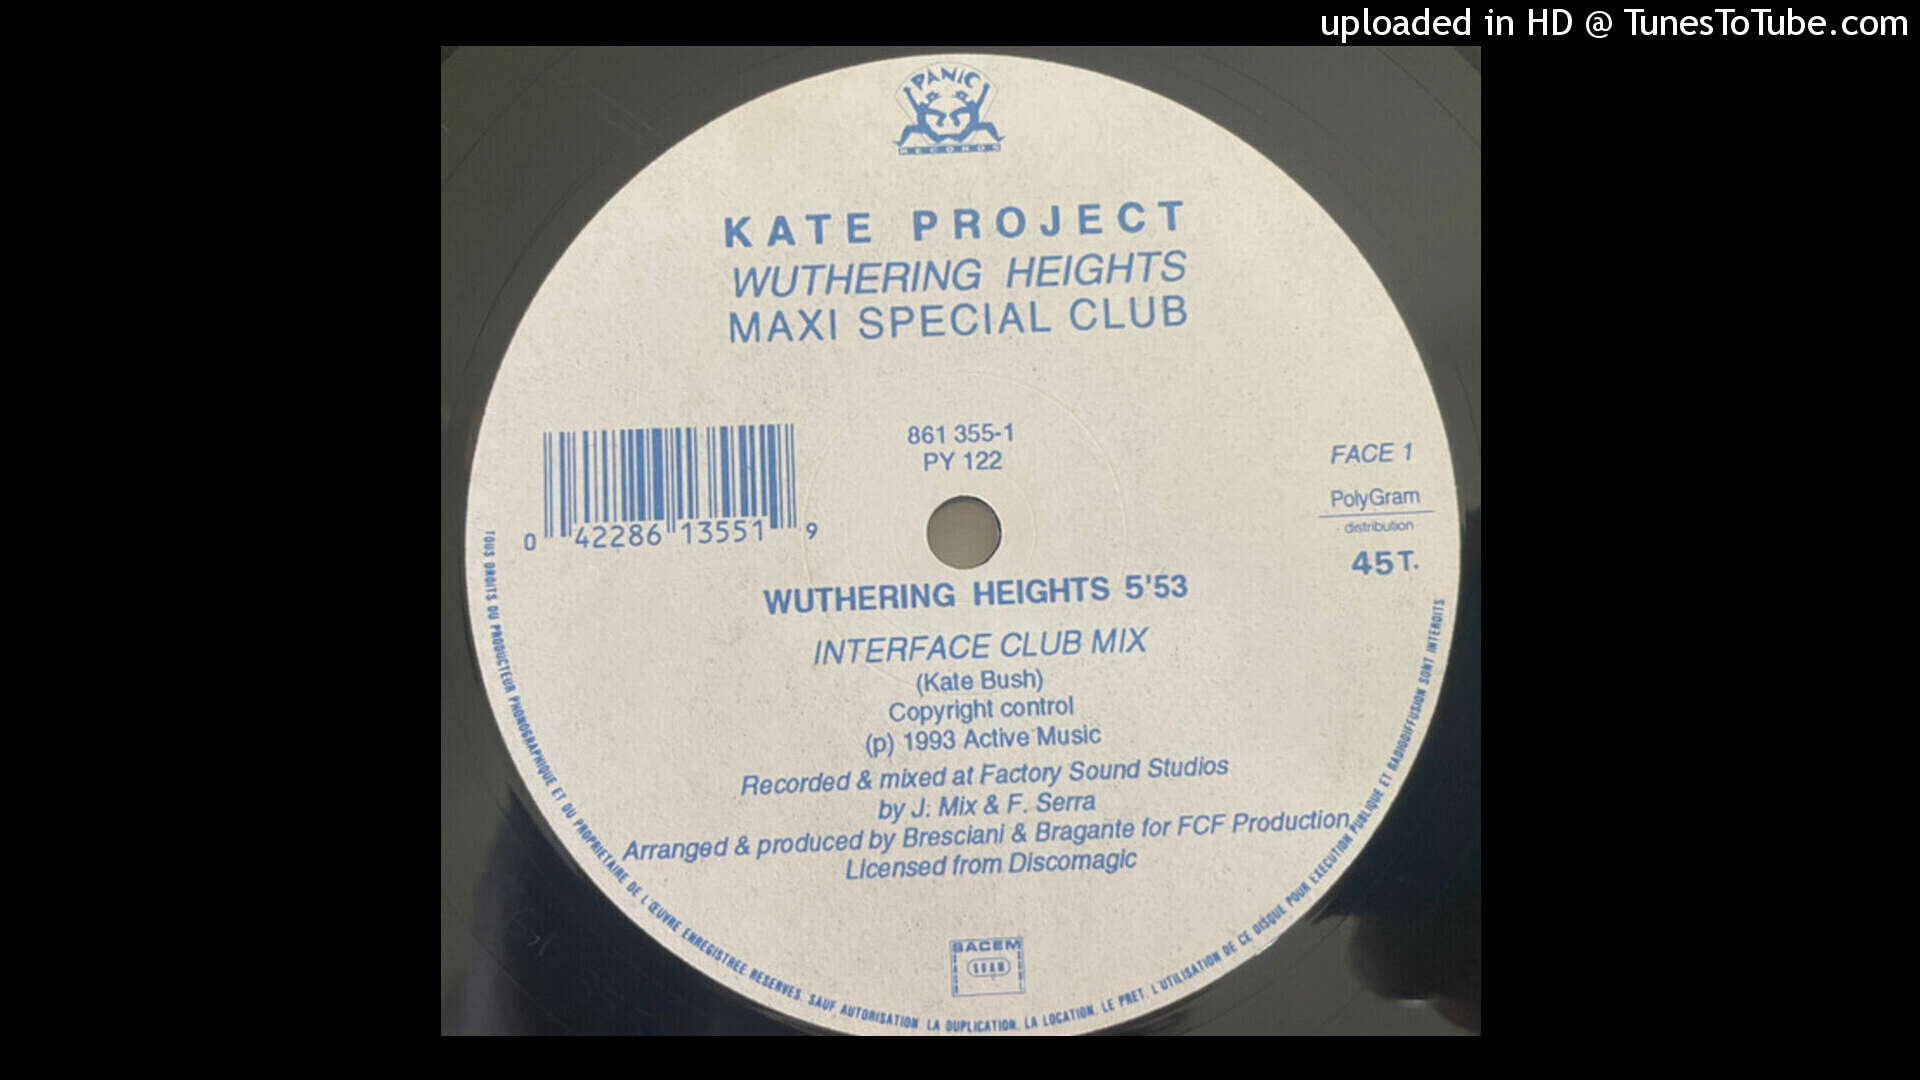 uploaded in HD @ TunesToTube.com
PANIC
RECORDS
KATE PROJECT
WUTHERING HEIGHTS
MAXI SPECIAL CLUB
861 355-1
PY 122
FACE 1
PolyGram
distribution
45T.
0 42286 13551 9
WUTHERING HEIGHTS 5'53
INTERFACE CLUB MIX
(Kate Bush)
Copyright control
(p) 1993 Active Music
Recorded & mixed at Factory Sound Studios
by J. Mix & F. Serra
Arranged & produced by Bresciani & Bragante for FCF Production
Licensed from Discomagic
SACEM
TOUS DROITS DU PRODUCTEUR PHONOGRAPHIQUE ET DU PROPRIETAIRE DE L'ŒUVRE ENREGISTREE RESERVES. SAUF AUTORISATION. LA DUPLICATION. LA LOCATION. LE PRET. L'UTILISATION DE CE DISQUE POUR EXECUTION PUBLIQUE ET RADIODIFFUSION SONT INTERDITS.